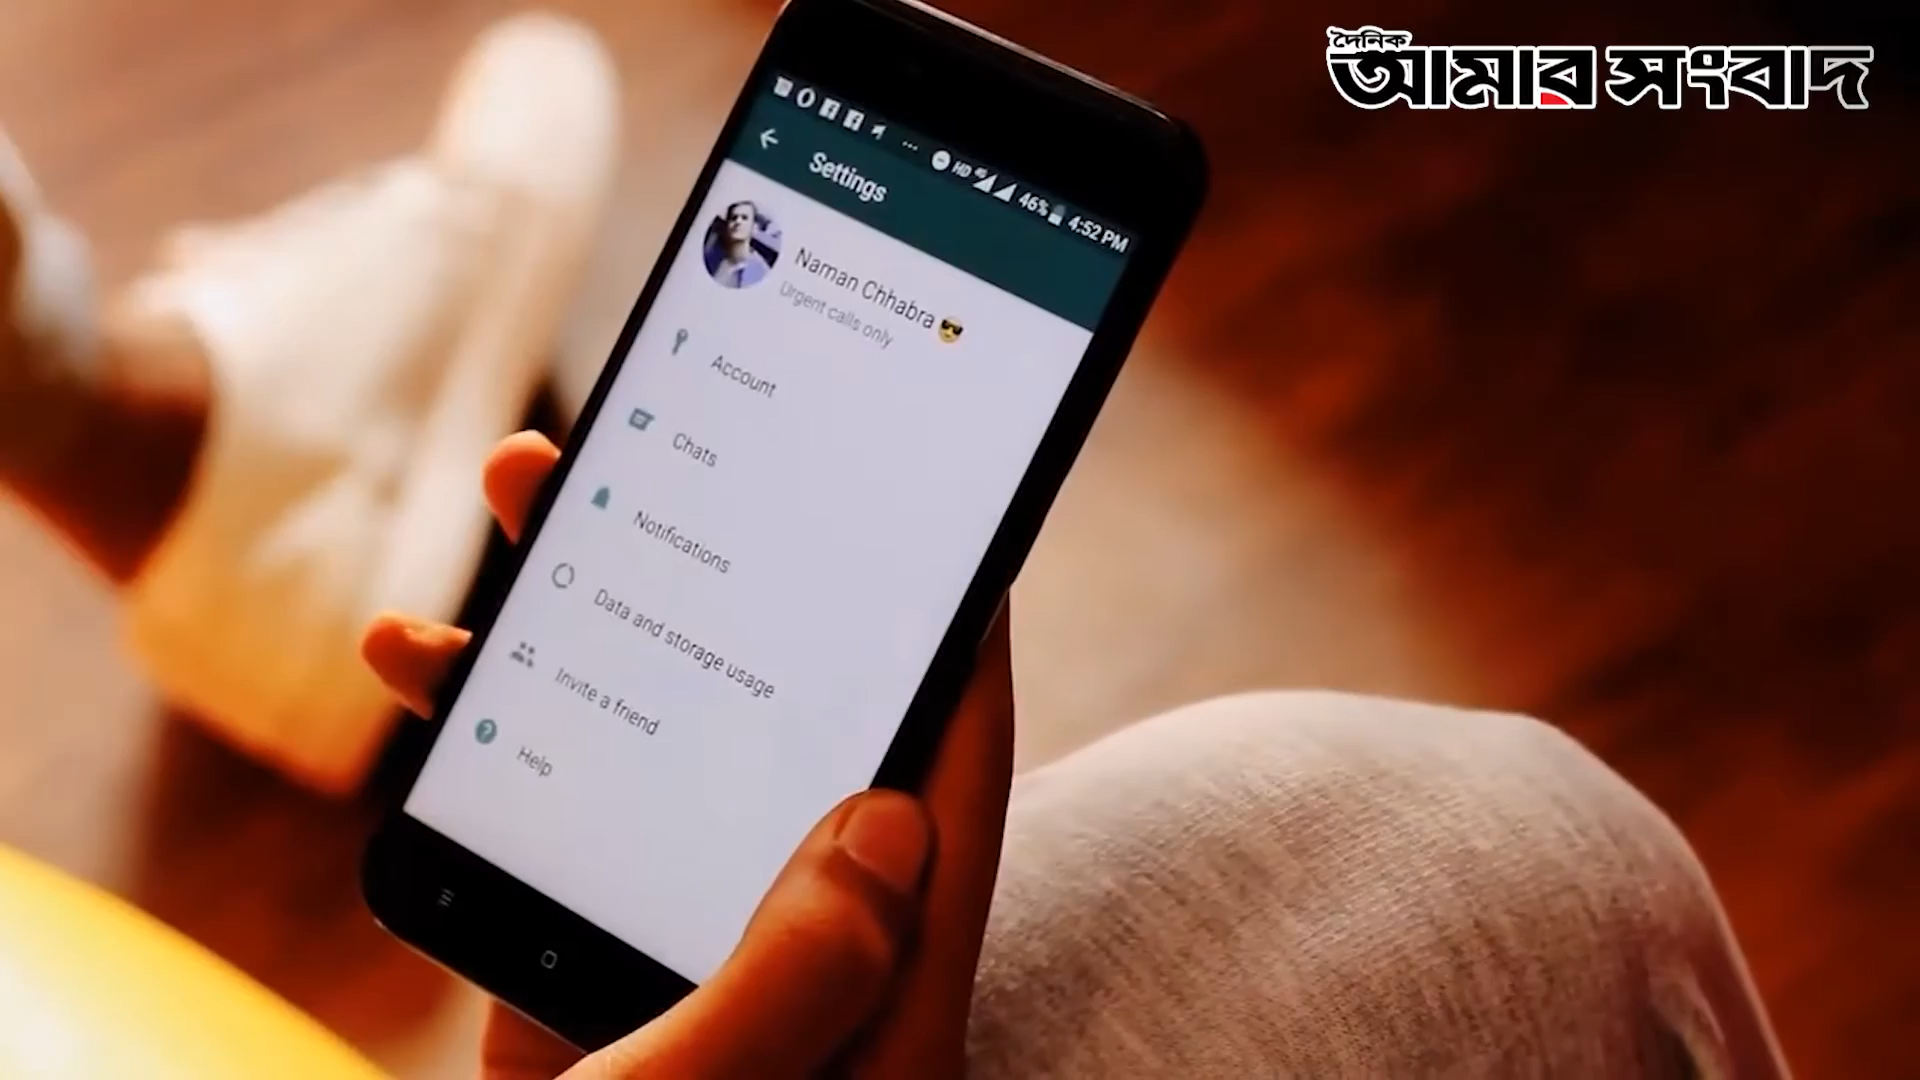 দৈনিক
আমার সংবাদ
HD 4G 46% 4:52 PM
Settings
Naman Chhabra 😎
Urgent calls only
Account
Chats
Notifications
Data and storage usage
Invite a friend
Help